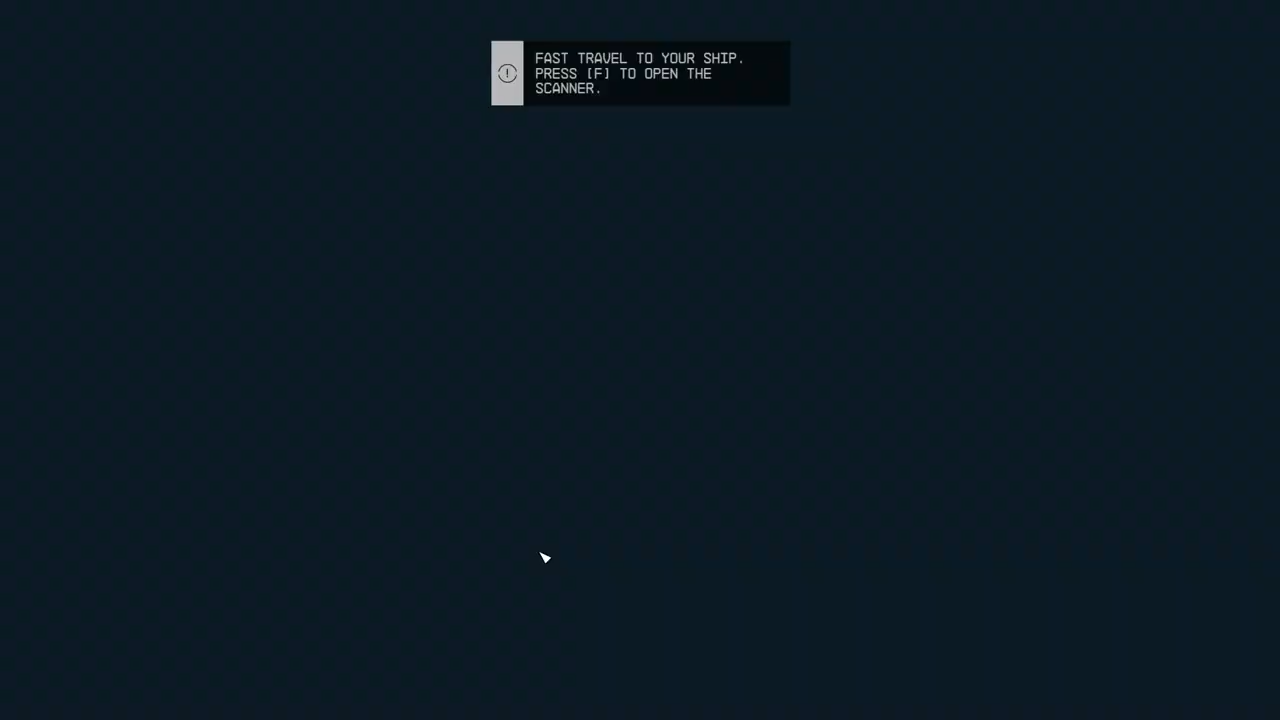 FAST TRAVEL TO YOUR SHIP.
PRESS [F] TO OPEN THE
SCANNER.